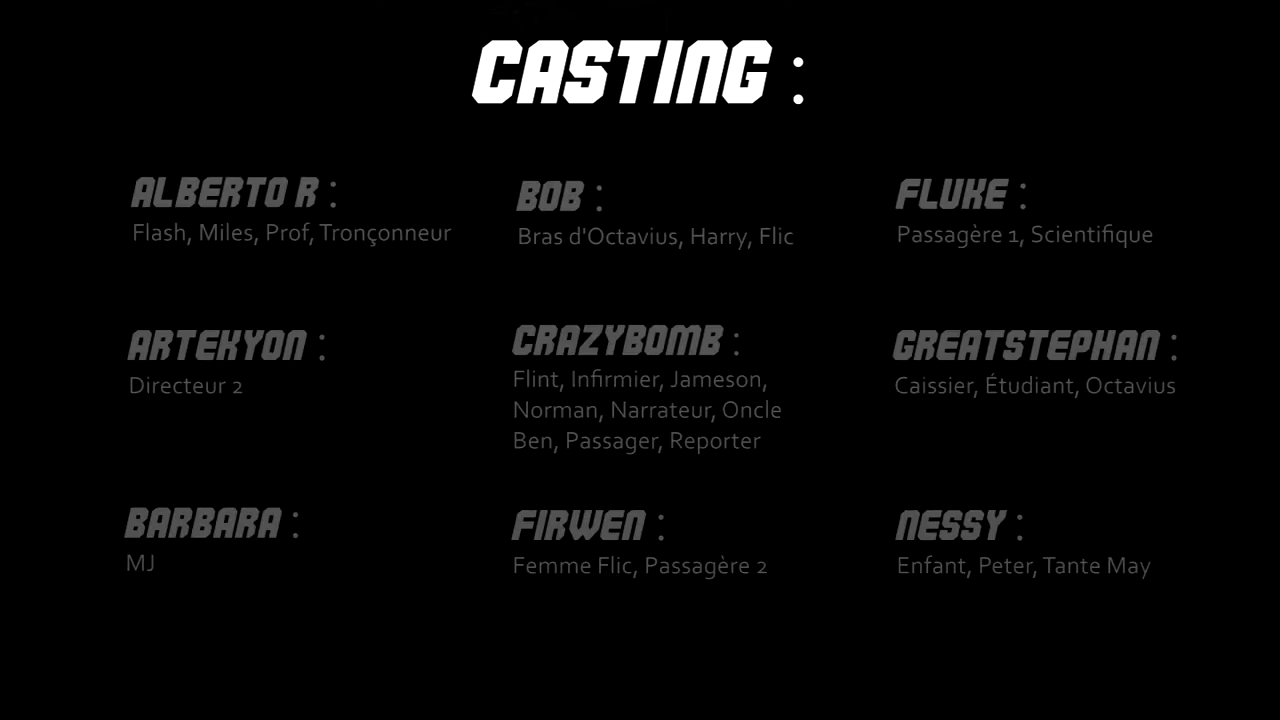 CASTING :
ALBERTO R :
Flash, Miles, Prof, Tronçonneur
BOB :
Bras d'Octavius, Harry, Flic
FLUKE :
Passagère 1, Scientifique
ARTEKYON :
Directeur 2
CRAZYBOMB :
Flint, Infirmier, Jameson,
Norman, Narrateur, Oncle
Ben, Passager, Reporter
GREATSTEPHAN :
Caissier, Étudiant, Octavius
BARBARA :
MJ
FIRWEN :
Femme Flic, Passagère 2
NESSY :
Enfant, Peter, Tante May